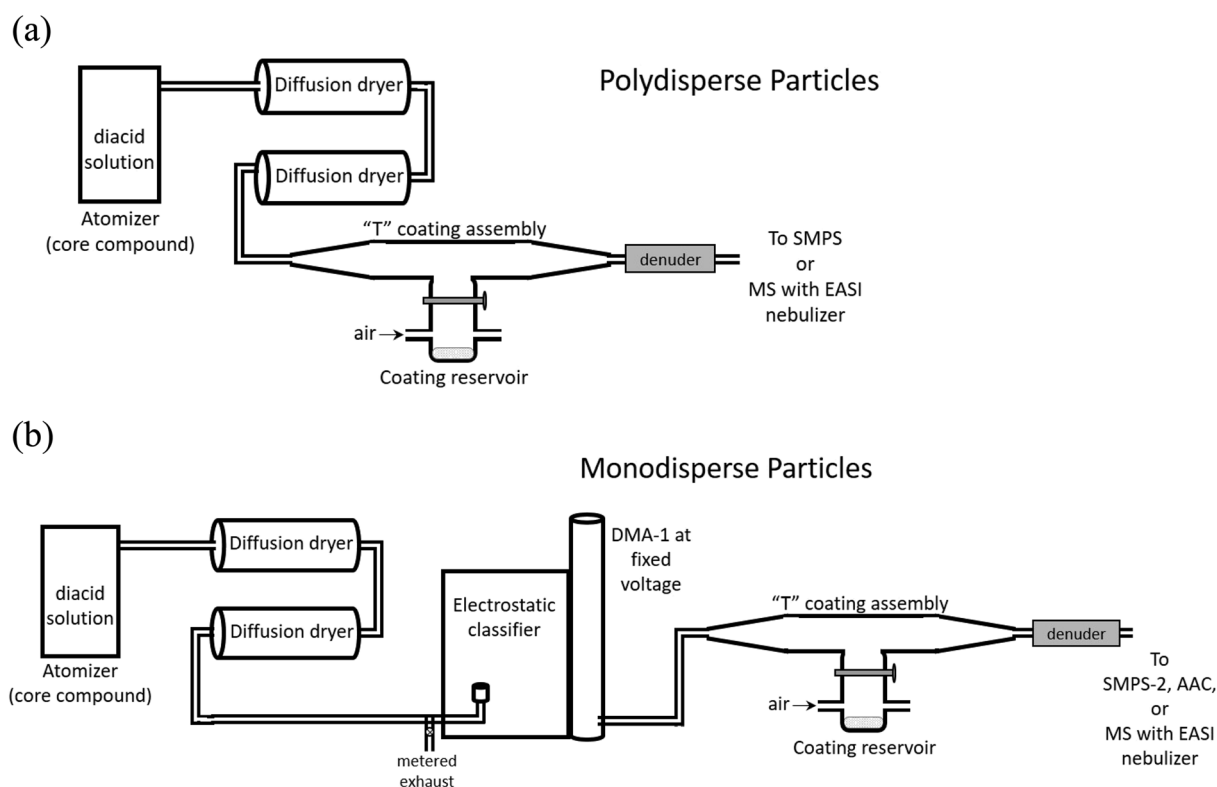 (a)
Polydisperse Particles
Diffusion dryer
diacid
solution
Diffusion dryer
Atomizer
(core compound)
“T” coating assembly
denuder
To SMPS
or
MS with EASI
nebulizer
air
Coating reservoir
(b)
Monodisperse Particles
Diffusion dryer
DMA-1 at
fixed
voltage
diacid
solution
Electrostatic
classifier
Diffusion dryer
“T” coating assembly
denuder
Atomizer
(core compound)
To
SMPS-2, AAC,
or
MS with EASI
nebulizer
air
Coating reservoir
metered
exhaust